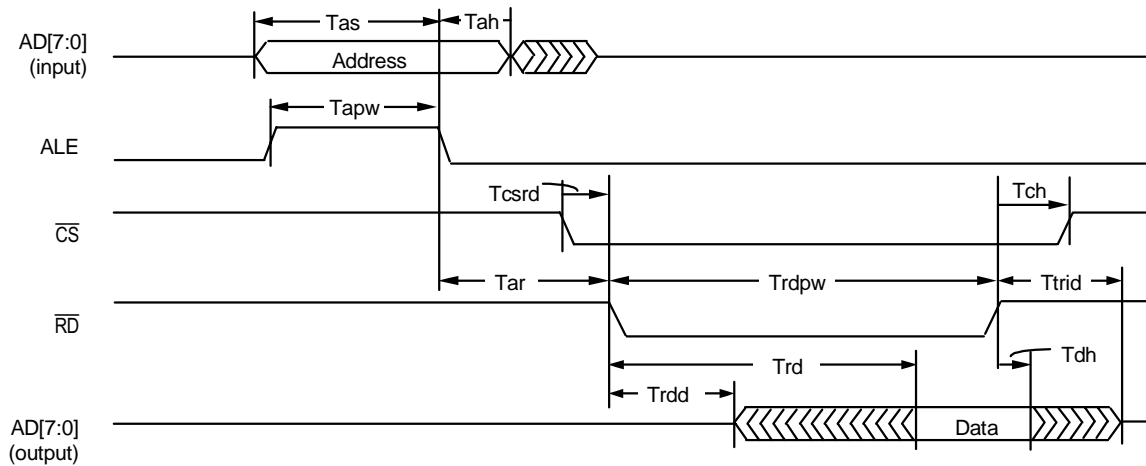 Tas
Tah
AD[7:0]
(input)
Address
Tapw
ALE
Tcsrd
Tch
CS
Tar
Trdpw
Ttrid
RD
Trd
Tdh
Trdd
AD[7:0]
(output)
Data